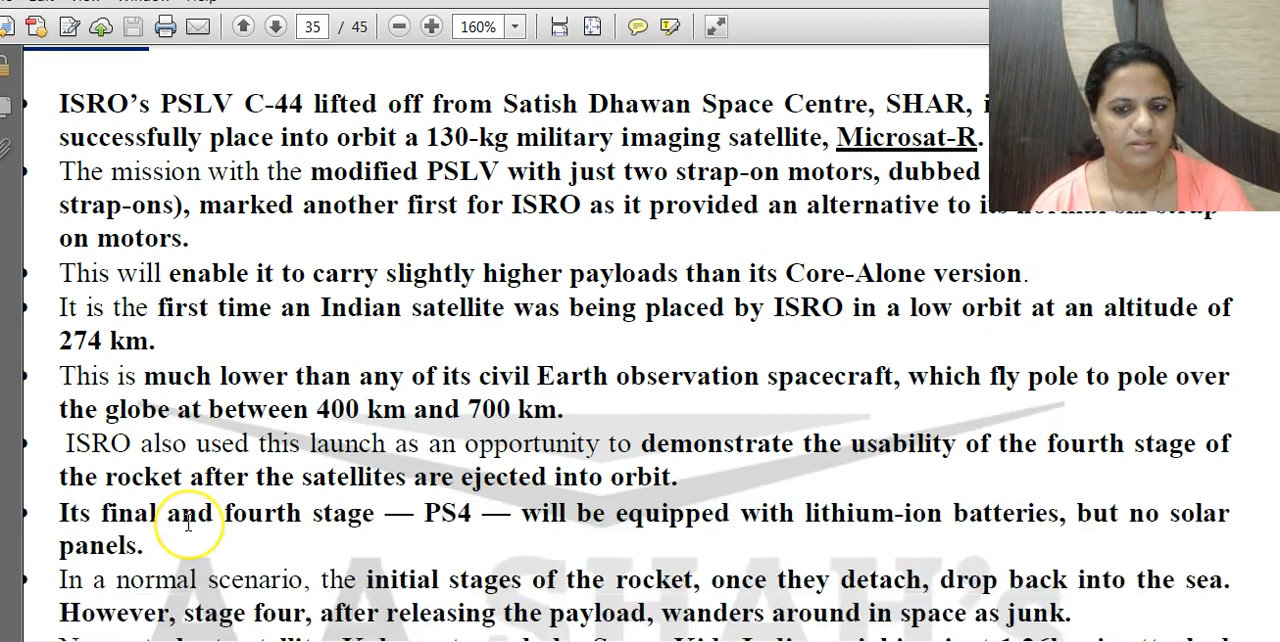 35 / 45 160%
ISRO's PSLV C-44 lifted off from Satish Dhawan Space Centre, SHAR,
successfully place into orbit a 130-kg military imaging satellite, Microsat-R.
The mission with the modified PSLV with just two strap-on motors, dubbed
strap-ons), marked another first for ISRO as it provided an alternative to its normal six strap-
on motors.
This will enable it to carry slightly higher payloads than its Core-Alone version.
It is the first time an Indian satellite was being placed by ISRO in a low orbit at an altitude of
274 km.
This is much lower than any of its civil Earth observation spacecraft, which fly pole to pole over
the globe at between 400 km and 700 km.
ISRO also used this launch as an opportunity to demonstrate the usability of the fourth stage of
the rocket after the satellites are ejected into orbit.
Its final and fourth stage — PS4 — will be equipped with lithium-ion batteries, but no solar
panels.
In a normal scenario, the initial stages of the rocket, once they detach, drop back into the sea.
However, stage four, after releasing the payload, wanders around in space as junk.